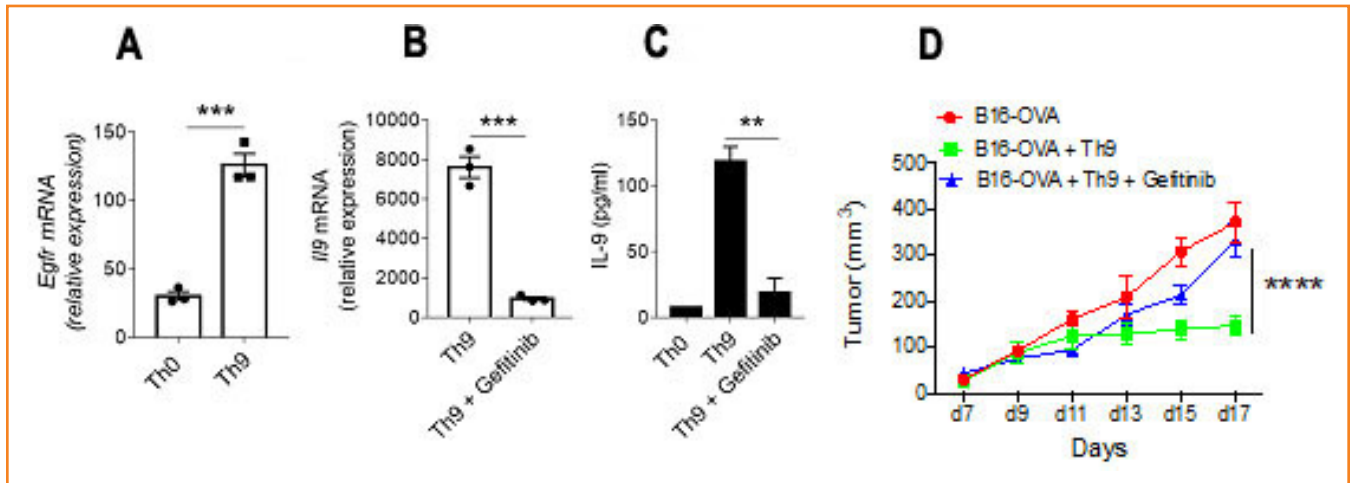 A
Egfr mRNA
(relative expression)
150
100
50
0
***
Th0
Th9
B
Il9 mRNA
(relative expression)
10000
8000
6000
4000
2000
0
***
Th9
Th9 + Gefitinib
C
IL-9 (pg/ml)
150
100
50
0
**
Th0
Th9
Th9 + Gefitinib
D
B16-OVA
B16-OVA + Th9
B16-OVA + Th9 + Gefitinib
Tumor (mm³)
500
400
300
200
100
0
****
d7 d9 d11 d13 d15 d17
Days